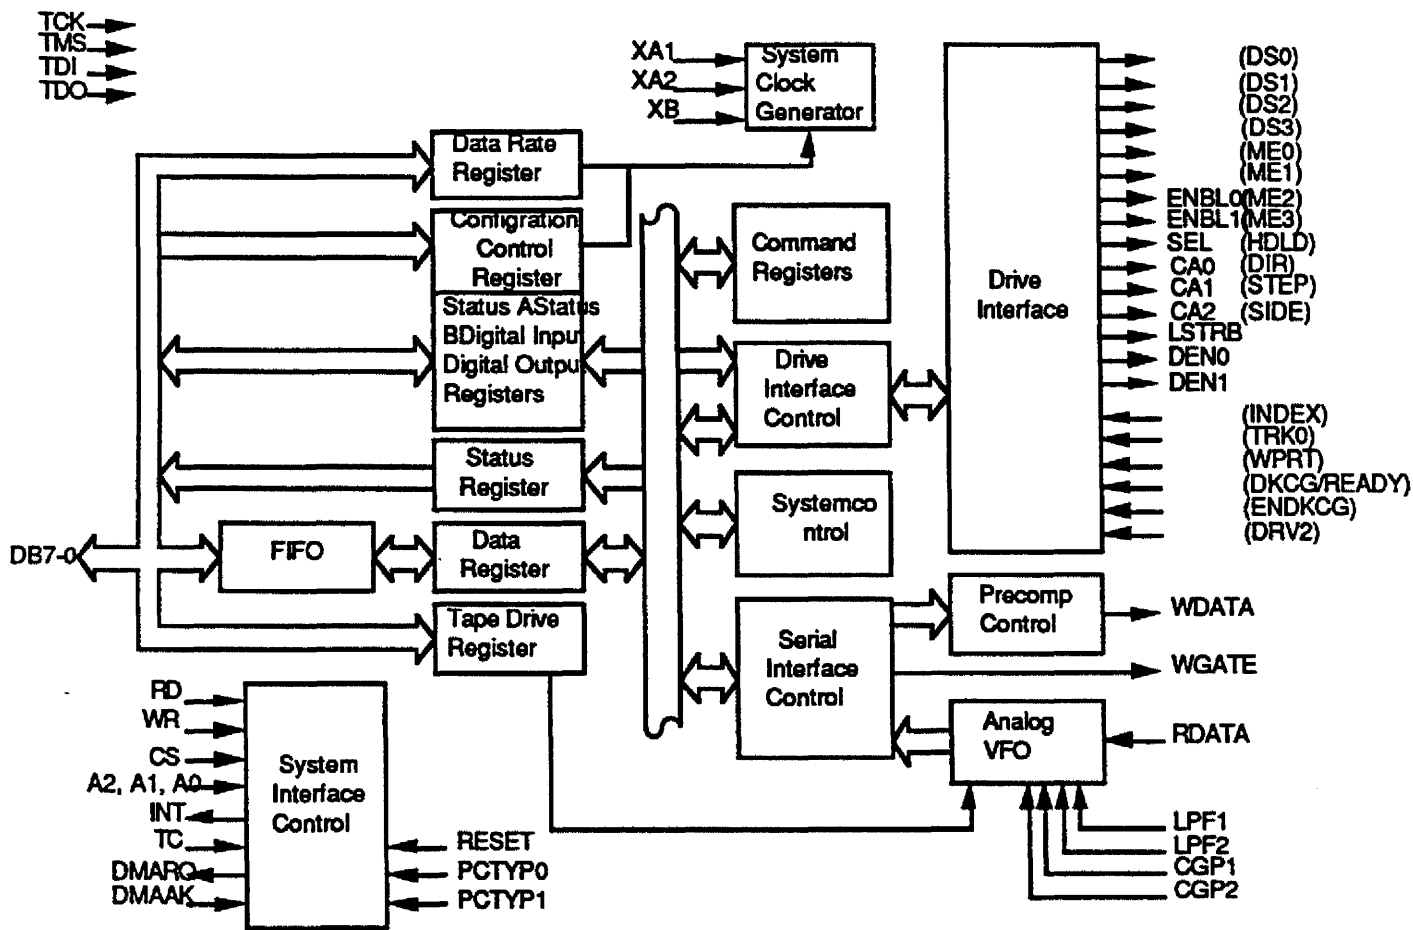 TCK
TMS
TDI
TDO
XA1
XA2
XB
System
Clock
Generator
Data Rate
Register
Configration
Control
Register
Status AStatus
BDigital Input
Digital Outpu
Registers
Status
Register
DB7-0
FIFO
Data
Register
Tape Drive
Register
Command
Registers
Drive
Interface
Control
Systemco
ntrol
Serial
Interface
Control
Drive
Interface
(DS0)
(DS1)
(DS2)
(DS3)
(ME0)
(ME1)
ENBL0(ME2)
ENBL1(ME3)
SEL (HDLD)
CA0 (DIR)
CA1 (STEP)
CA2 (SIDE)
LSTRB
DEN0
DEN1
(INDEX)
(TRK0)
(WPRT)
(DKCG/READY)
(ENDKCG)
(DRV2)
Precomp
Control
WDATA
WGATE
Analog
VFO
RDATA
LPF1
LPF2
CGP1
CGP2
RD
WR
CS
A2, A1, A0
INT
TC
DMARQ
DMAAK
System
Interface
Control
RESET
PCTYP0
PCTYP1